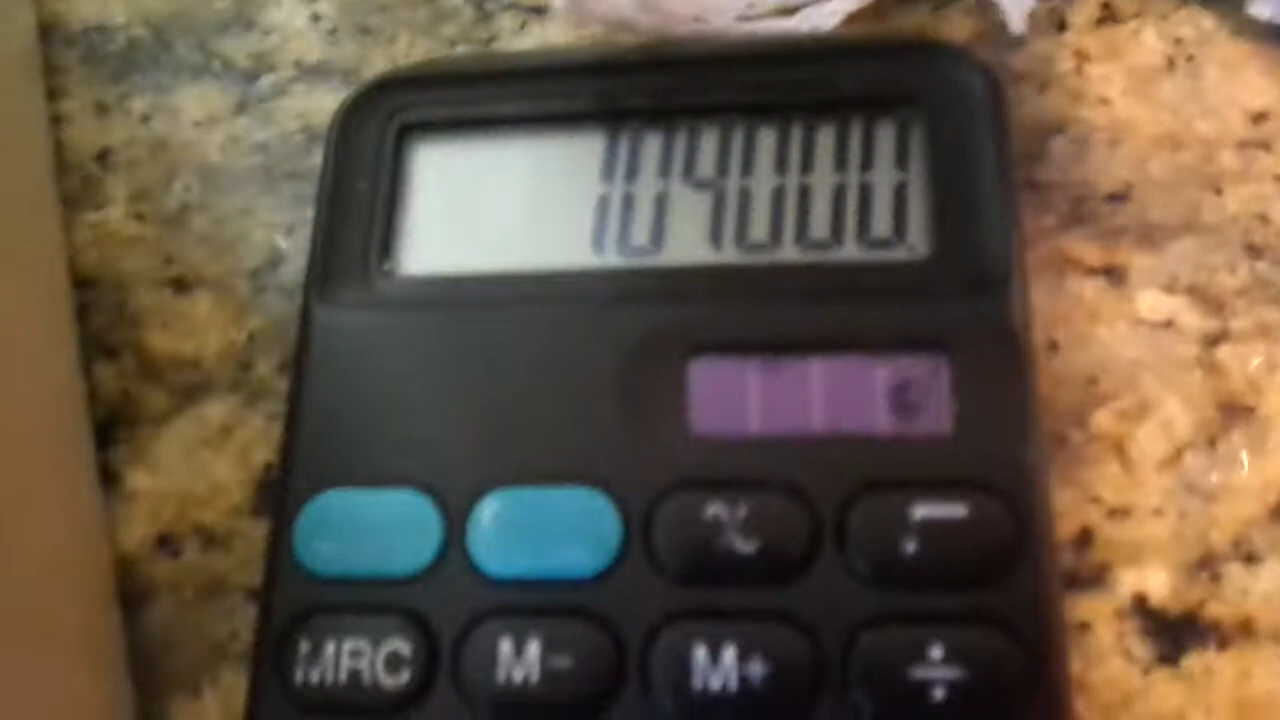 104000.
%
√
MRC M- M+ ÷